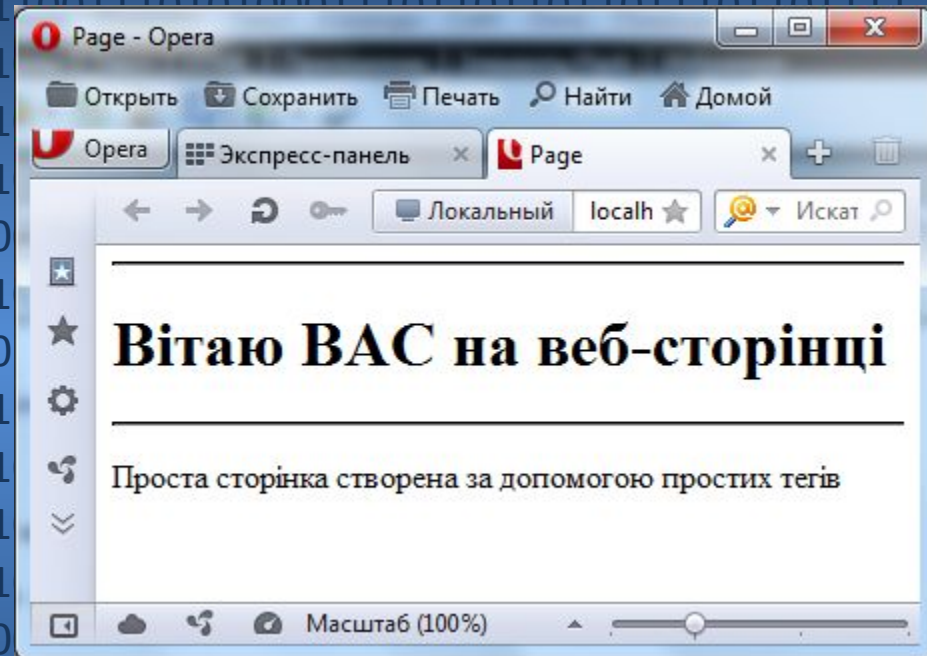 Page - Opera
Открыть Сохранить Печать Найти Домой
Opera Экспресс-панель Page
Локальный localh Искат
Вітаю ВАС на веб-сторінці
Проста сторінка створена за допомогою простих тегів
Масштаб (100%)